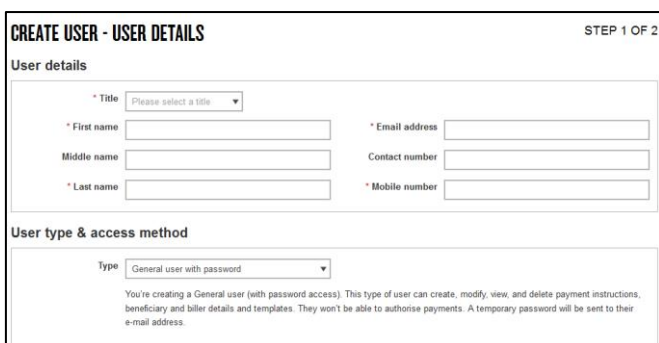 CREATE USER - USER DETAILS STEP 1 OF 2
User details
* Title Please select a title
* First name * Email address
Middle name Contact number
* Last name * Mobile number
User type & access method
Type General user with password
You're creating a General user (with password access). This type of user can create, modify, view, and delete payment instructions,
beneficiary and biller details and templates. They won't be able to authorise payments. A temporary password will be sent to their
e-mail address.